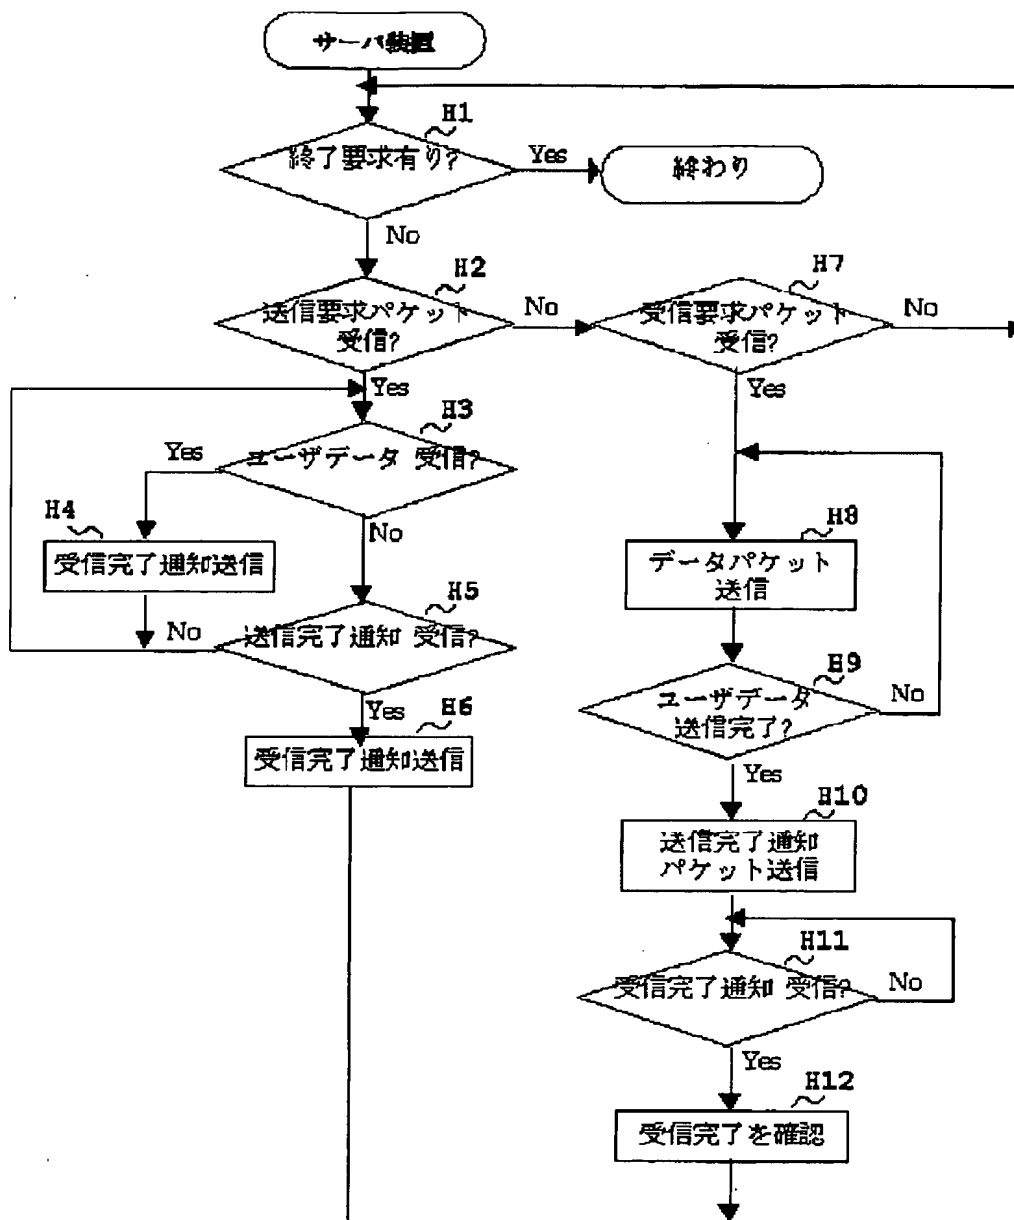 サーバ装置
H1
終了要求有り?
Yes
終わり
No
H2
送信要求パケット
受信?
No
H7
受信要求パケット
受信?
No
Yes
Yes
H3
ユーザデータ 受信?
Yes
No
H4
受信完了通知送信
H5
送信完了通知 受信?
No
Yes
H6
受信完了通知送信
H8
データパケット
送信
H9
ユーザデータ
送信完了?
No
Yes
H10
送信完了通知
パケット送信
H11
受信完了通知 受信?
No
Yes
H12
受信完了を確認